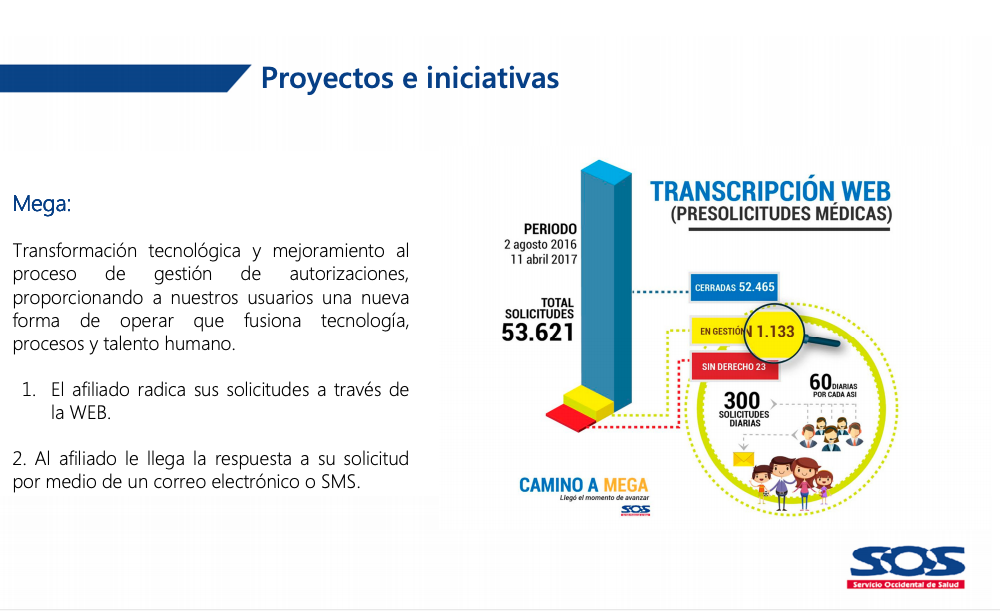 Proyectos e iniciativas
Mega:
Transformación tecnológica y mejoramiento al
proceso de gestión de autorizaciones,
proporcionando a nuestros usuarios una nueva
forma de operar que fusiona tecnología,
procesos y talento humano.
1. El afiliado radica sus solicitudes a través de
la WEB.
2. Al afiliado le llega la respuesta a su solicitud
por medio de un correo electrónico o SMS.
TRANSCRIPCIÓN WEB
(PRESOLICITUDES MÉDICAS)
PERIODO
2 agosto 2016
11 abril 2017
TOTAL
SOLICITUDES
53.621
CERRADAS 52.465
EN GESTIÓN 1.133
SIN DERECHO 23
60 DIARIAS
POR CADA ASI
300
SOLICITUDES
DIARIAS
CAMINO A MEGA
Llegó el momento de avanzar
SOS
SOS
Servicio Occidental de Salud